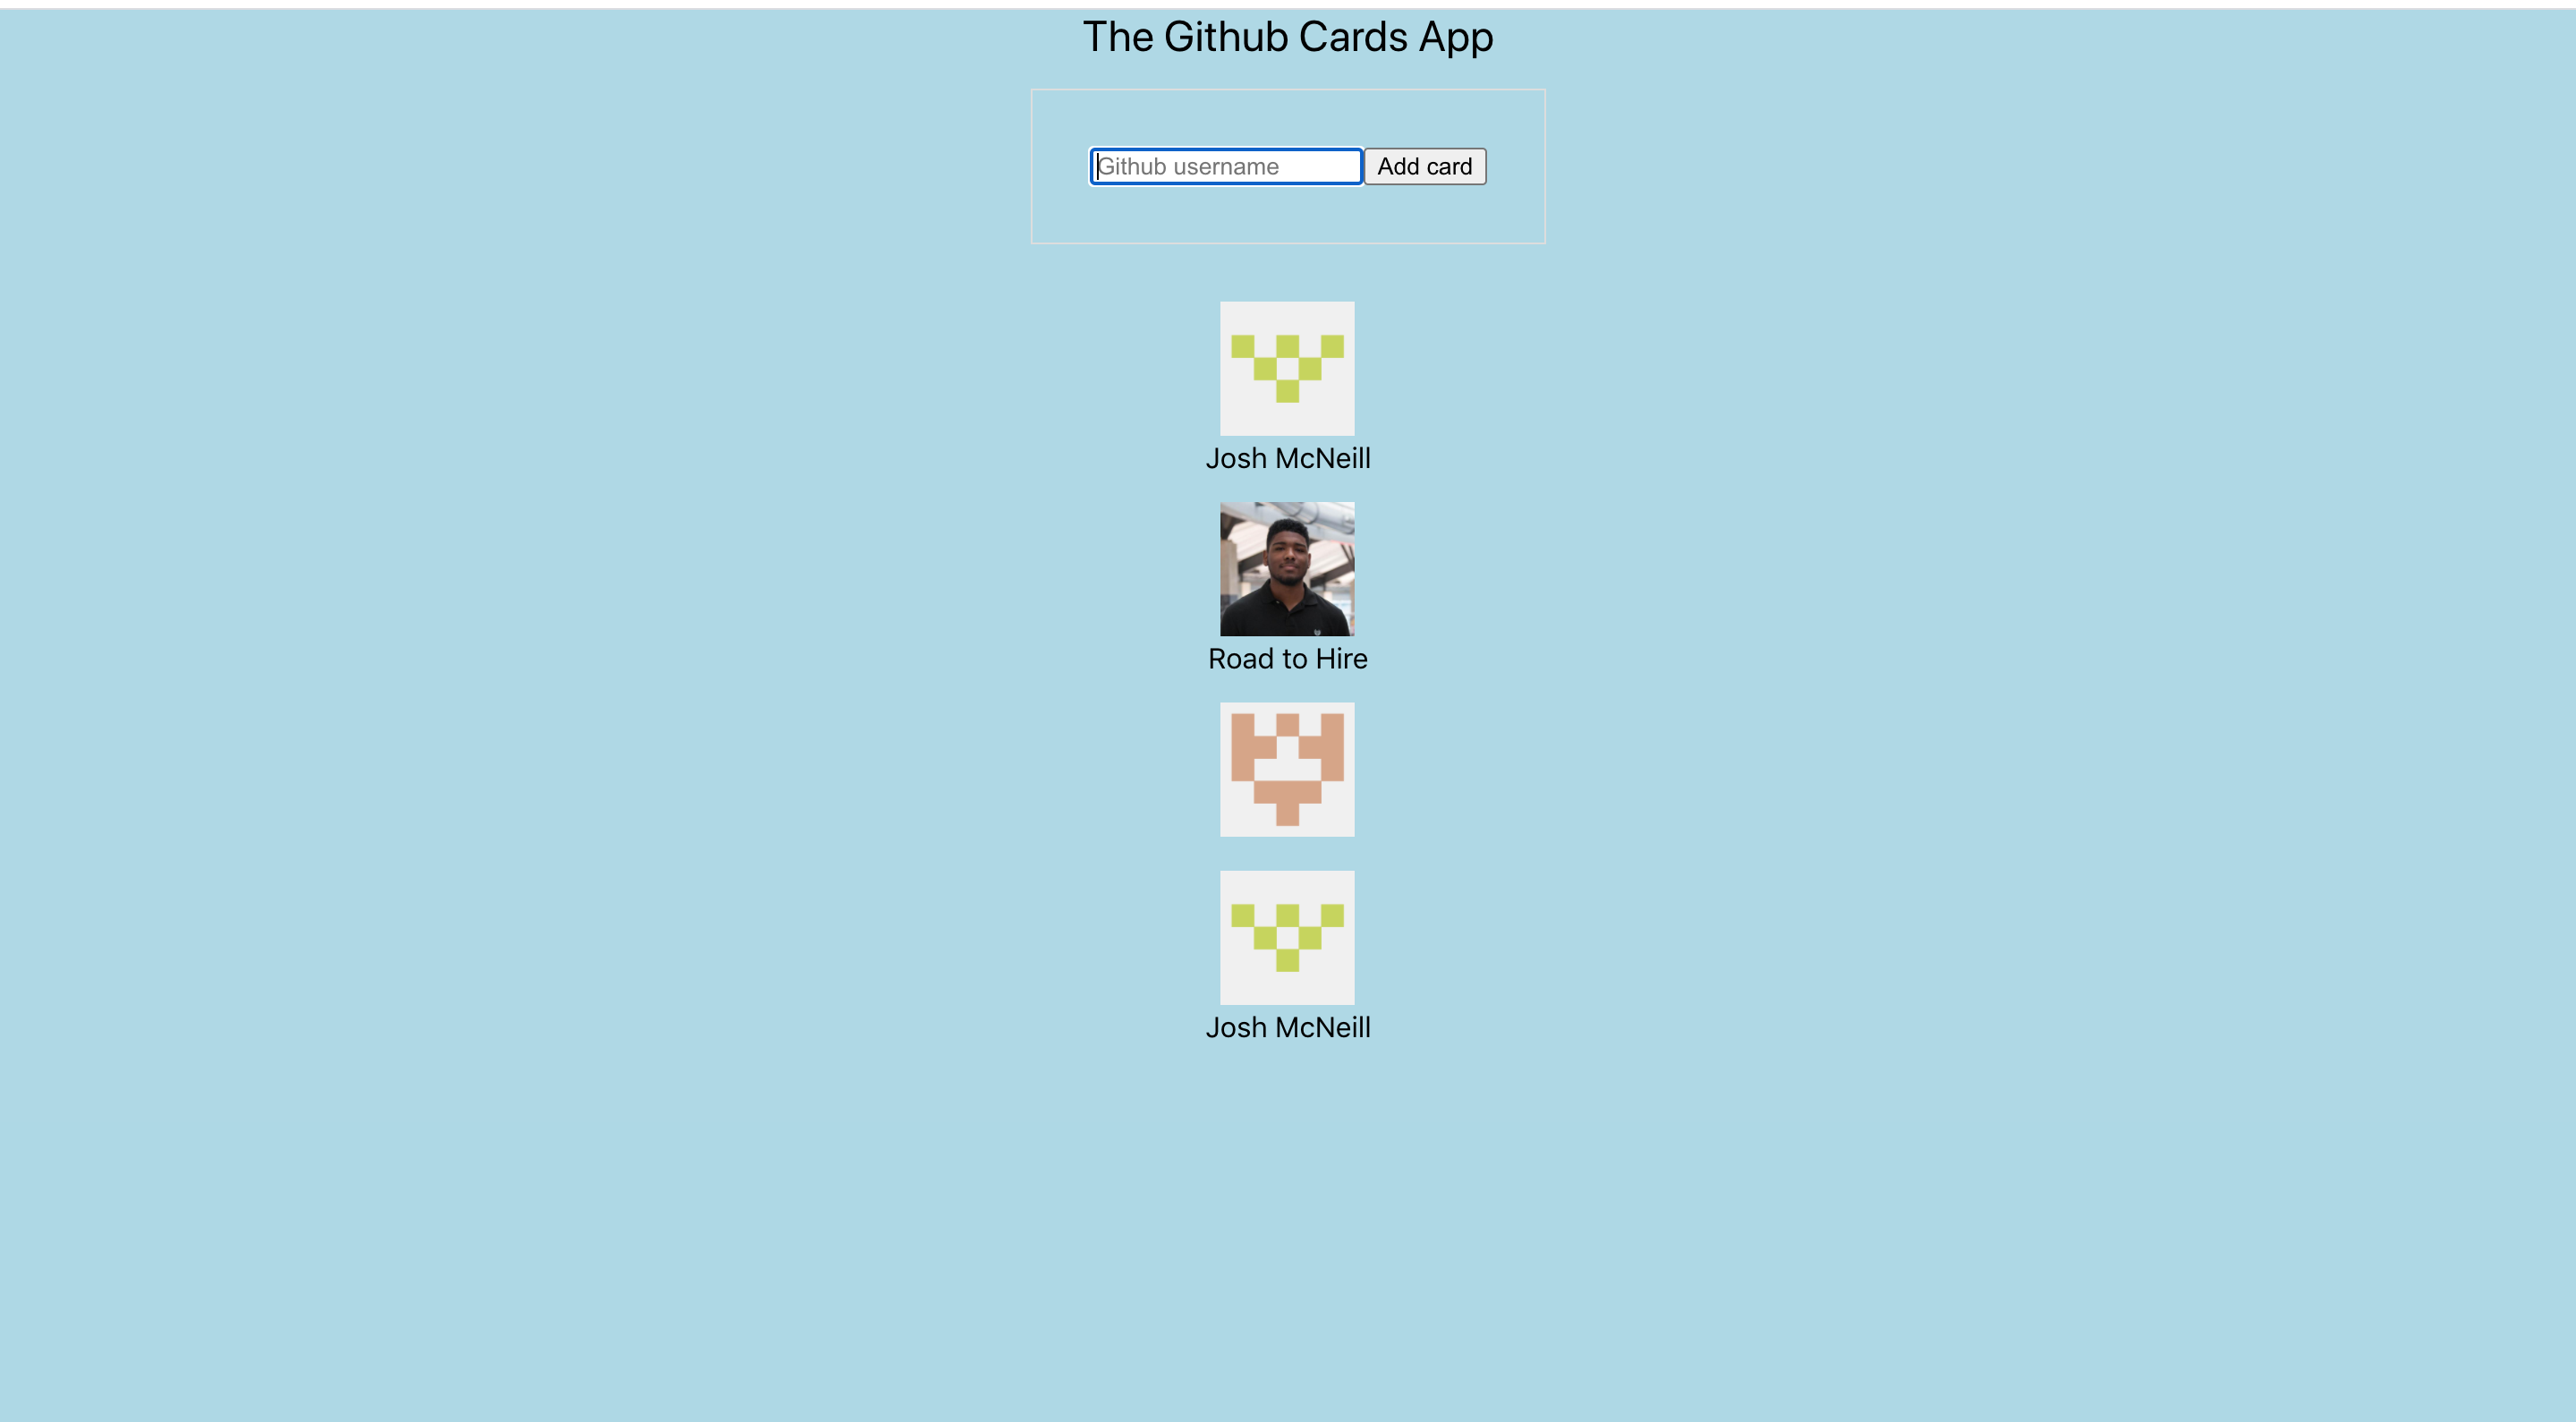 The Github Cards App
Github username
Add card
Josh McNeill
Road to Hire
Josh McNeill